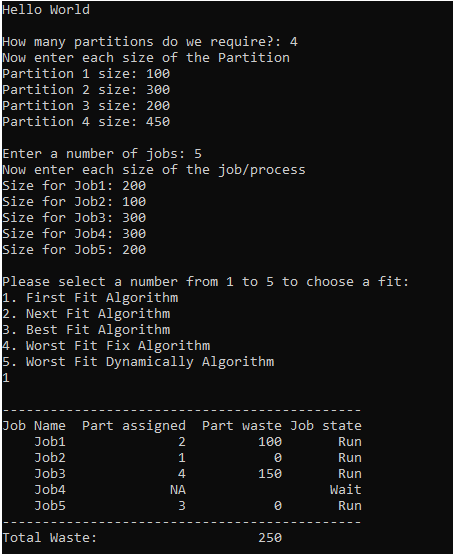 Hello World
How many partitions do we require?: 4
Now enter each size of the Partition
Partition 1 size: 100
Partition 2 size: 300
Partition 3 size: 200
Partition 4 size: 450
Enter a number of jobs: 5
Now enter each size of the job/process
Size for Job1: 200
Size for Job2: 100
Size for Job3: 300
Size for Job4: 300
Size for Job5: 200
Please select a number from 1 to 5 to choose a fit:
1. First Fit Algorithm
2. Next Fit Algorithm
3. Best Fit Algorithm
4. Worst Fit Fix Algorithm
5. Worst Fit Dynamically Algorithm
1
---------------------------------------------
Job Name  Part assigned  Part waste Job state
    Job1              2         100       Run
    Job2              1           0       Run
    Job3              4         150       Run
    Job4             NA                  Wait
    Job5              3           0       Run
---------------------------------------------
Total Waste:                    250